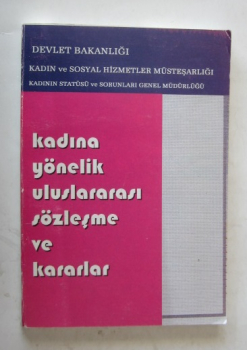 DEVLET BAKANLIĞI
KADIN ve SOSYAL HİZMETLER MÜSTEŞARLIĞI
KADININ STATÜSÜ ve SORUNLARI GENEL MÜDÜRLÜĞÜ
kadına
yönelik
uluslararası
sözleşme
ve
kararlar